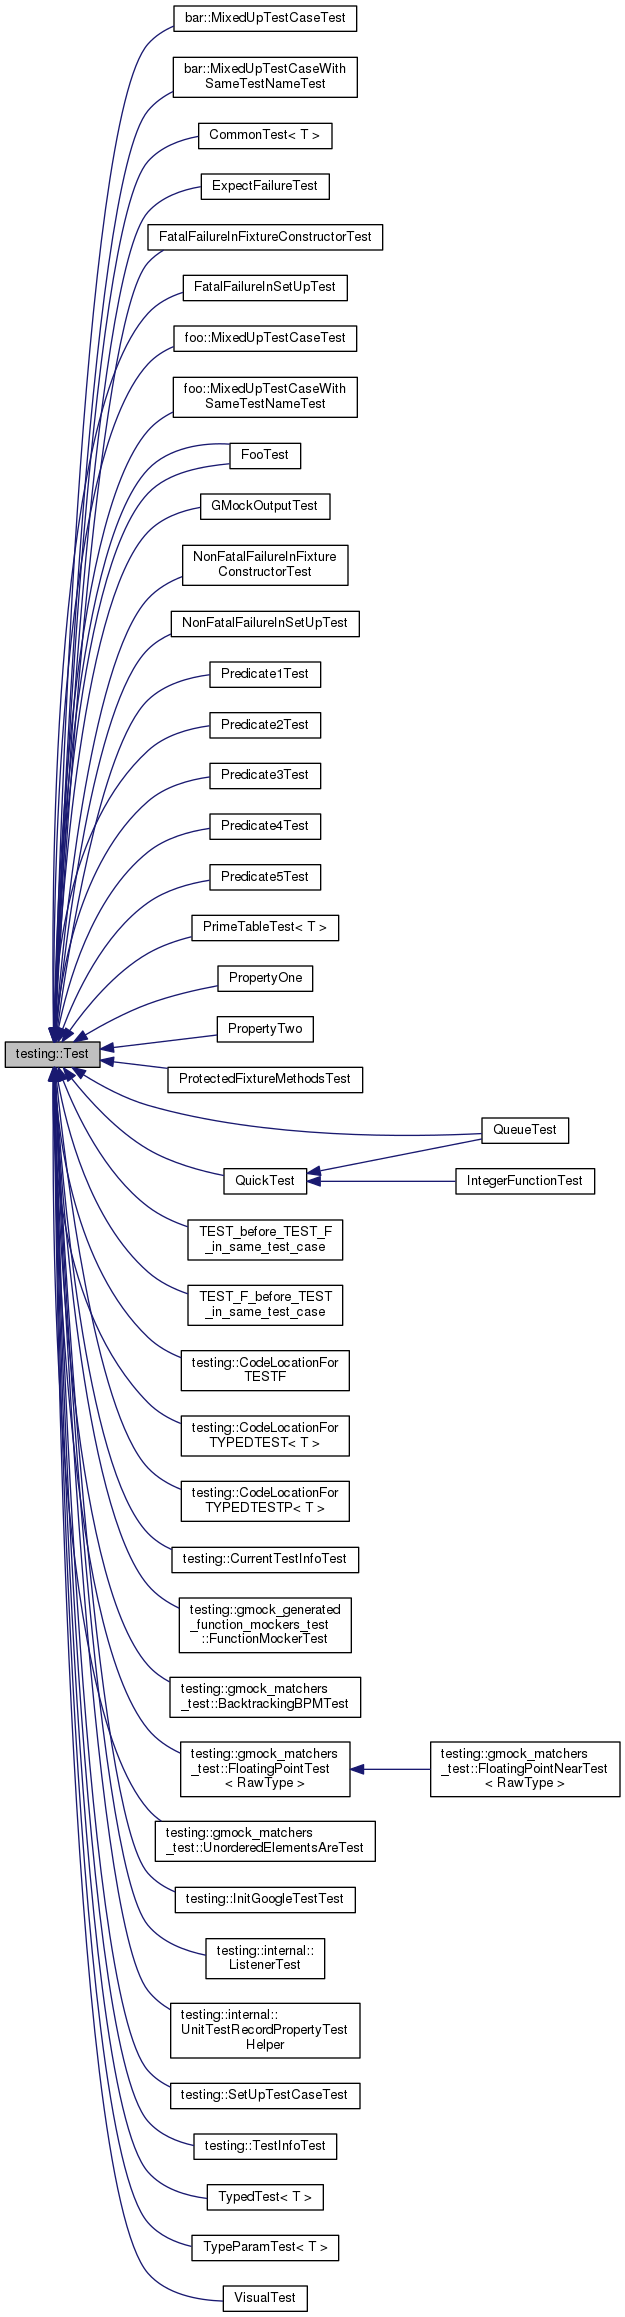 bar::MixedUpTestCaseTest
bar::MixedUpTestCaseWith
SameTestNameTest
CommonTest< T >
ExpectFailureTest
FatalFailureInFixtureConstructorTest
FatalFailureInSetUpTest
foo::MixedUpTestCaseTest
foo::MixedUpTestCaseWith
SameTestNameTest
FooTest
GMockOutputTest
NonFatalFailureInFixture
ConstructorTest
NonFatalFailureInSetUpTest
Predicate1Test
Predicate2Test
Predicate3Test
Predicate4Test
Predicate5Test
PrimeTableTest< T >
PropertyOne
PropertyTwo
testing::Test
ProtectedFixtureMethodsTest
QueueTest
QuickTest
IntegerFunctionTest
TEST_before_TEST_F
_in_same_test_case
TEST_F_before_TEST
_in_same_test_case
testing::CodeLocationFor
TESTF
testing::CodeLocationFor
TYPEDTEST< T >
testing::CodeLocationFor
TYPEDTESTP< T >
testing::CurrentTestInfoTest
testing::gmock_generated
_function_mockers_test
::FunctionMockerTest
testing::gmock_matchers
_test::BacktrackingBPMTest
testing::gmock_matchers
_test::FloatingPointTest
< RawType >
testing::gmock_matchers
_test::FloatingPointNearTest
< RawType >
testing::gmock_matchers
_test::UnorderedElementsAreTest
testing::InitGoogleTestTest
testing::internal::
ListenerTest
testing::internal::
UnitTestRecordPropertyTest
Helper
testing::SetUpTestCaseTest
testing::TestInfoTest
TypedTest< T >
TypeParamTest< T >
VisualTest